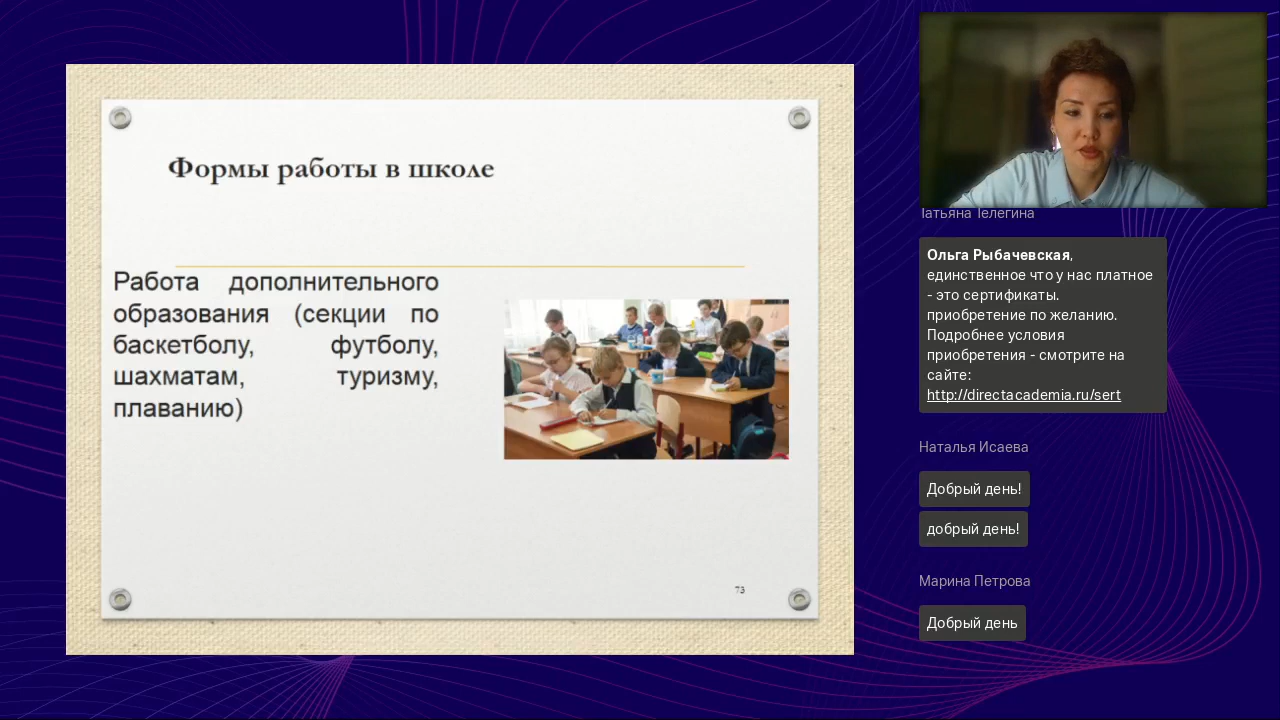 Формы работы в школе
Работа дополнительного
образования (секции по
баскетболу, футболу,
шахматам, туризму,
плаванию)
73
Татьяна Телегина
Ольга Рыбачевская,
единственное что у нас платное
- это сертификаты.
приобретение по желанию.
Подробнее условия
приобретения - смотрите на
сайте:
http://directacademia.ru/sert
Наталья Исаева
Добрый день!
добрый день!
Марина Петрова
Добрый день